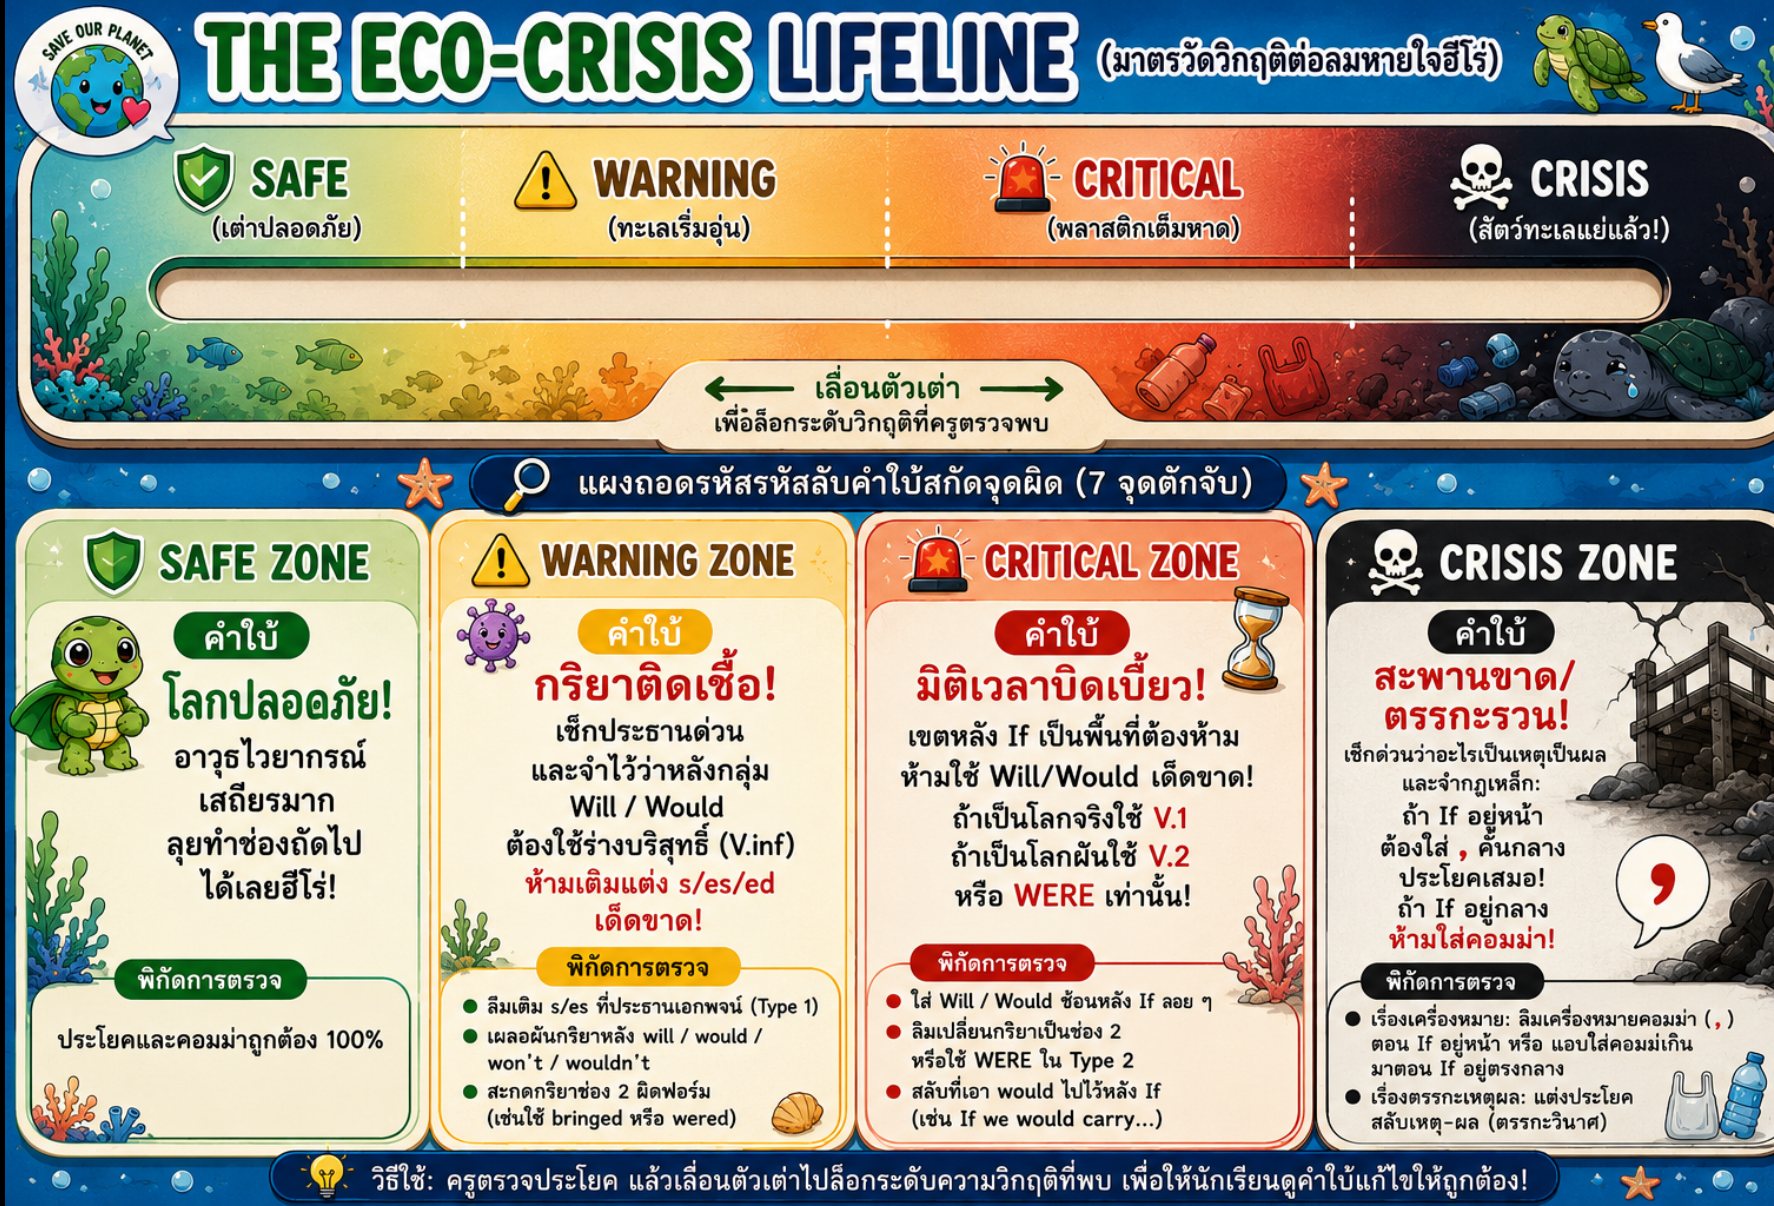 SAVE OUR PLANET
THE ECO-CRISIS LIFELINE (มาตรวัดวิกฤติต่อลมหายใจฮีโร่)
SAFE
(เต่าปลอดภัย)
WARNING
(ทะเลเริ่มอุ่น)
CRITICAL
(พลาสติกเต็มหาด)
CRISIS
(สัตว์ทะเลแย่แล้ว!)
เลื่อนตัวเต่า
เพื่อล็อกระดับวิกฤติที่ครูตรวจพบ
แผงถอดรหัสรหัสลับคำใบ้สกัดจุดผิด (7 จุดดักจับ)
SAFE ZONE
คำใบ้
โลกปลอดภัย!
อาวุธไวยากรณ์
เสถียรมาก
ลุยทำช่องถัดไป
ได้เลยฮีโร่!
พิกัดการตรวจ
ประโยคและคอมม่าถูกต้อง 100%
WARNING ZONE
คำใบ้
กริยาติดเชื้อ!
เช็กประธานด่วน
และจำไว้ว่าหลังกลุ่ม
Will / Would
ต้องใช้ร่างบริสุทธิ์ (V.inf)
ห้ามเติมแต่ง s/es/ed
เด็ดขาด!
พิกัดการตรวจ
ลืมเติม s/es ที่ประธานเอกพจน์ (Type 1)
เผลอผันกริยาหลัง will / would /
won't / wouldn't
สะกดกริยาช่อง 2 ผิดฟอร์ม
(เช่นใช้ bringed หรือ wered)
CRITICAL ZONE
คำใบ้
มิติเวลาบิดเบี้ยว!
เขตหลัง If เป็นพื้นที่ต้องห้าม
ห้ามใช้ Will/Would เด็ดขาด!
ถ้าเป็นโลกจริงใช้ V.1
ถ้าเป็นโลกผันใช้ V.2
หรือ WERE เท่านั้น!
พิกัดการตรวจ
ใส่ Will / Would ซ้อนหลัง If ลอย ๆ
ลิมเปลี่ยนกริยาเป็นช่อง 2
หรือใช้ WERE ใน Type 2
สลับที่เอา would ไปไว้หลัง If
(เช่น If we would carry...)
CRISIS ZONE
คำใบ้
สะพานขาด/
ตรรกะรวน!
เช็กด่วนว่าอะไรเป็นเหตุเป็นผล
และจำกฎเหล็ก:
ถ้า If อยู่หน้า
ต้องใส่ , คั่นกลาง
ประโยคเสมอ!
ถ้า If อยู่กลาง
ห้ามใส่คอมม่า!
,
พิกัดการตรวจ
เรื่องเครื่องหมาย: ลิมเครื่องหมายคอมม่า (,)
ตอน If อยู่หน้า หรือ แอบใส่คอมม่เกิน
มาตอน If อยู่ตรงกลาง
เรื่องตรรกะเหตุผล: แต่งประโยค
สลับเหตุ-ผล (ตรรกะวินาศ)
วิธีใช้: ครูตรวจประโยค แล้วเลื่อนตัวเต่าไปล็อกระดับความวิกฤติที่พบ เพื่อให้นักเรียนดูคำใบ้แก้ไขให้ถูกต้อง!